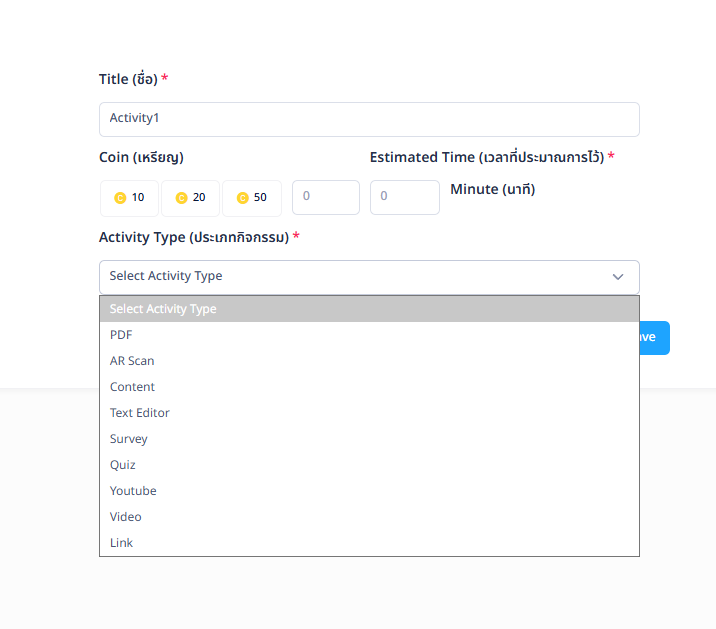 Title (ชื่อ) *
Activity1
Coin (เหรียญ)
Estimated Time (เวลาที่ประมาณการไว้) *
C 10
C 20
C 50
0
0
Minute (นาที)
Activity Type (ประเภทกิจกรรม) *
Select Activity Type
Select Activity Type
PDF
AR Scan
Content
Text Editor
Survey
Quiz
Youtube
Video
Link